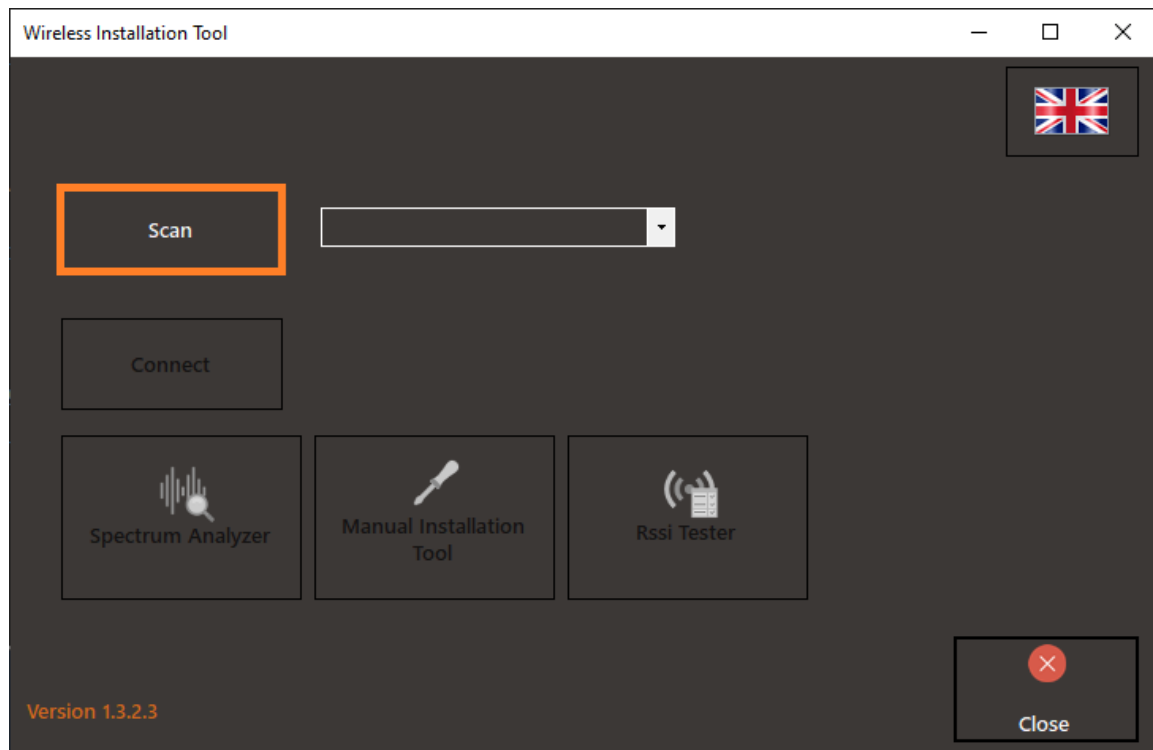 Wireless Installation Tool
Scan
Connect
Spectrum Analyzer
Manual Installation
Tool
Rssi Tester
Version 1.3.2.3
Close